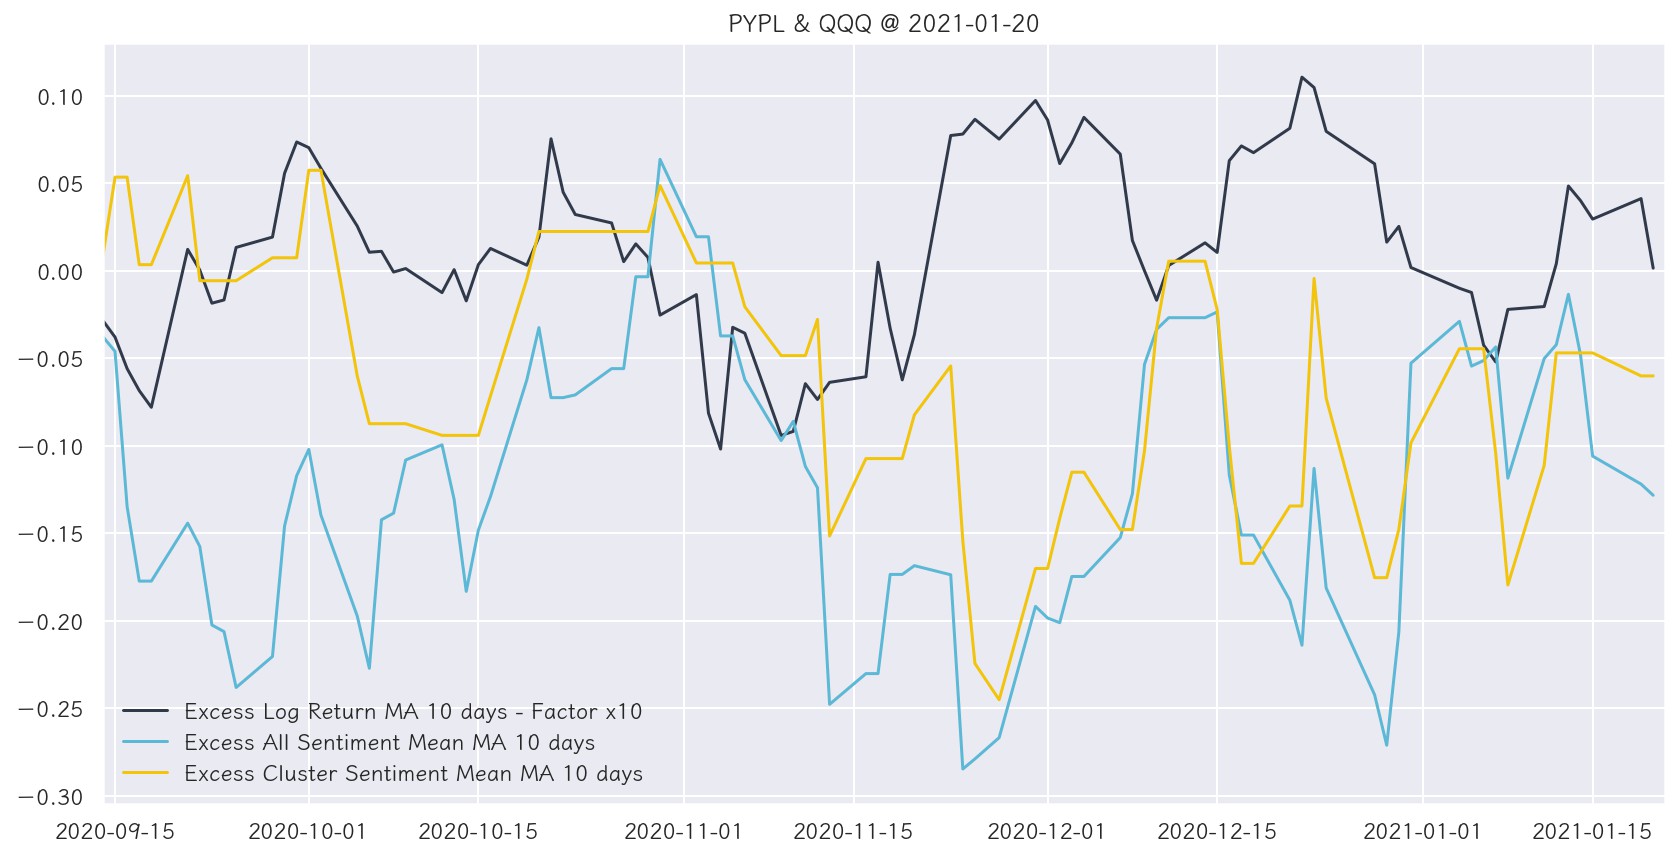 PYPL & QQQ @ 2021-01-20
0.10
0.05
0.00
−0.05
−0.10
−0.15
−0.20
−0.25
−0.30
Excess Log Return MA 10 days - Factor x10
Excess All Sentiment Mean MA 10 days
Excess Cluster Sentiment Mean MA 10 days
2020-09-15 2020-10-01 2020-10-15 2020-11-01 2020-11-15 2020-12-01 2020-12-15 2021-01-01 2021-01-15